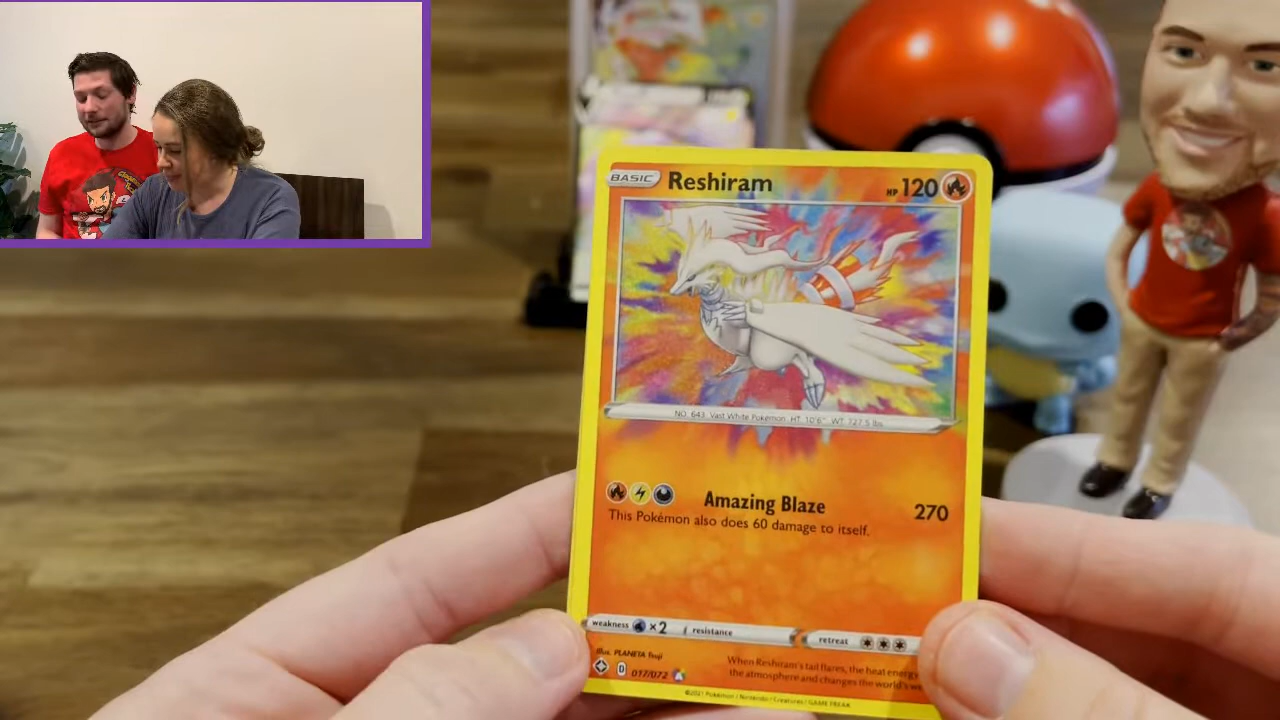 BASIC Reshiram HP 120
NO. 643 Vast White Pokémon HT: 10'6" WT: 727.5 lbs.
Amazing Blaze 270
This Pokémon also does 60 damage to itself.
weakness ×2 resistance retreat
Illus. PLANETA Tsuji
When Reshiram's tail flares, the heat energy
the atmosphere and changes the world's
D 017/072
©2021 Pokémon / Nintendo / Creatures / GAME FREAK